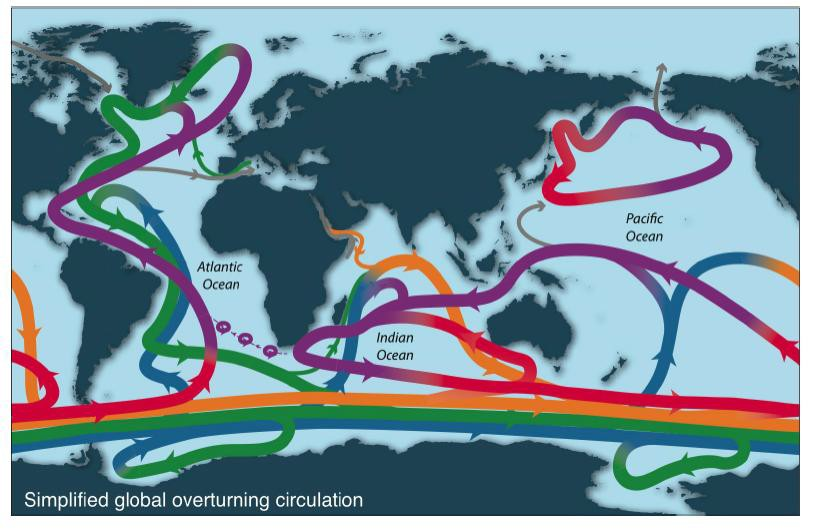 Pacific
Ocean
Atlantic
Ocean
Indian
Ocean
Simplified global overturning circulation